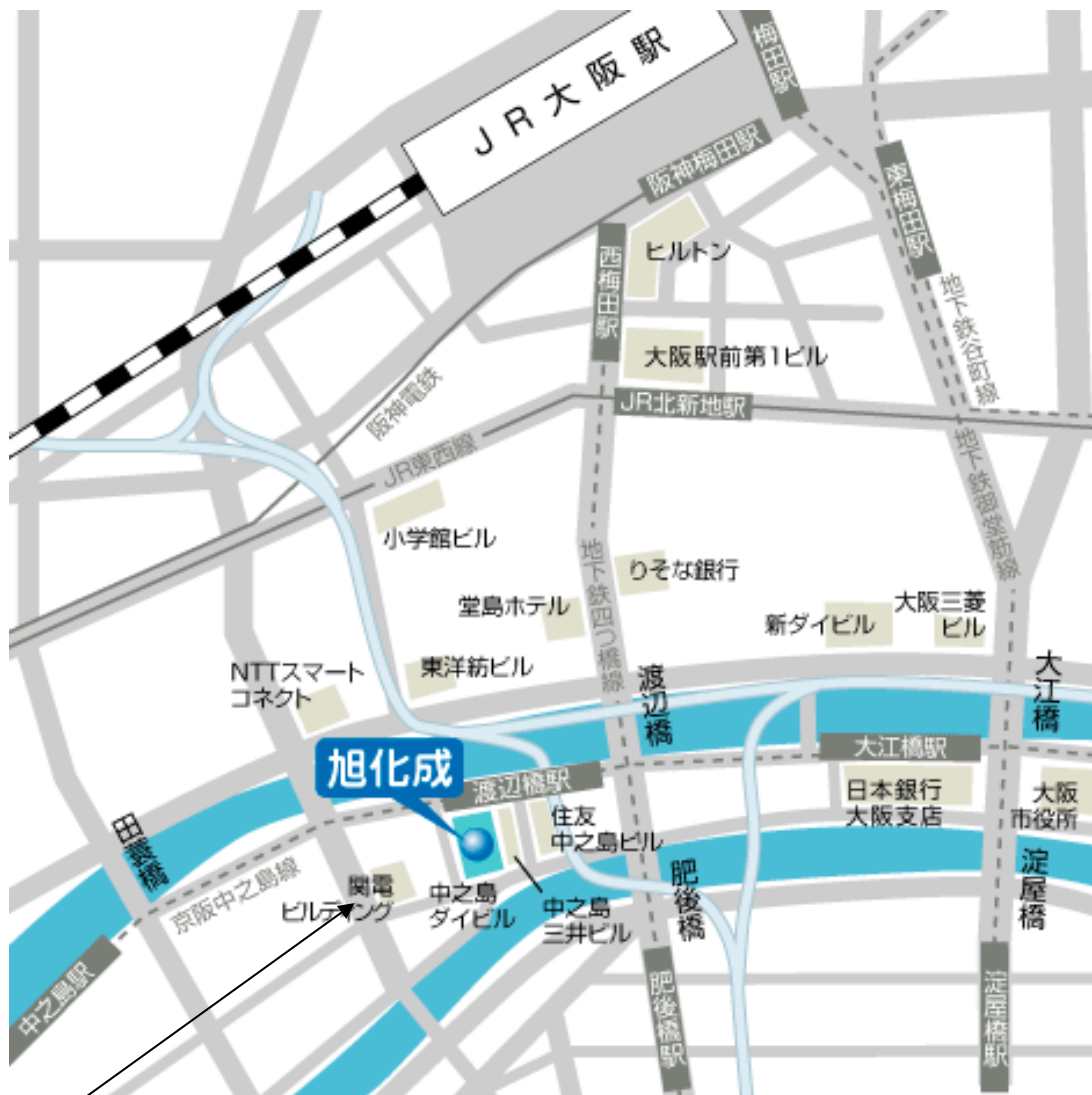 JR大阪駅
梅田駅
阪神梅田駅
東梅田駅
西梅田駅
ヒルトン
地下鉄谷町線
大阪駅前第1ビル
阪神電鉄
JR北新地駅
JR東西線
地下鉄御堂筋線
小学館ビル
地下鉄四つ橋線
りそな銀行
堂島ホテル
新ダイビル
大阪三菱
ビル
NTTスマート
コネクト
東洋紡ビル
渡辺橋
大江橋
旭化成
渡辺橋駅
大江橋駅
田蓑橋
住友
中之島ビル
日本銀行
大阪支店
大阪
市役所
京阪中之島線
関電
ビルディング
中之島
ダイビル
中之島
三井ビル
肥後橋
淀屋橋
中之島駅
肥後橋駅
淀屋橋駅